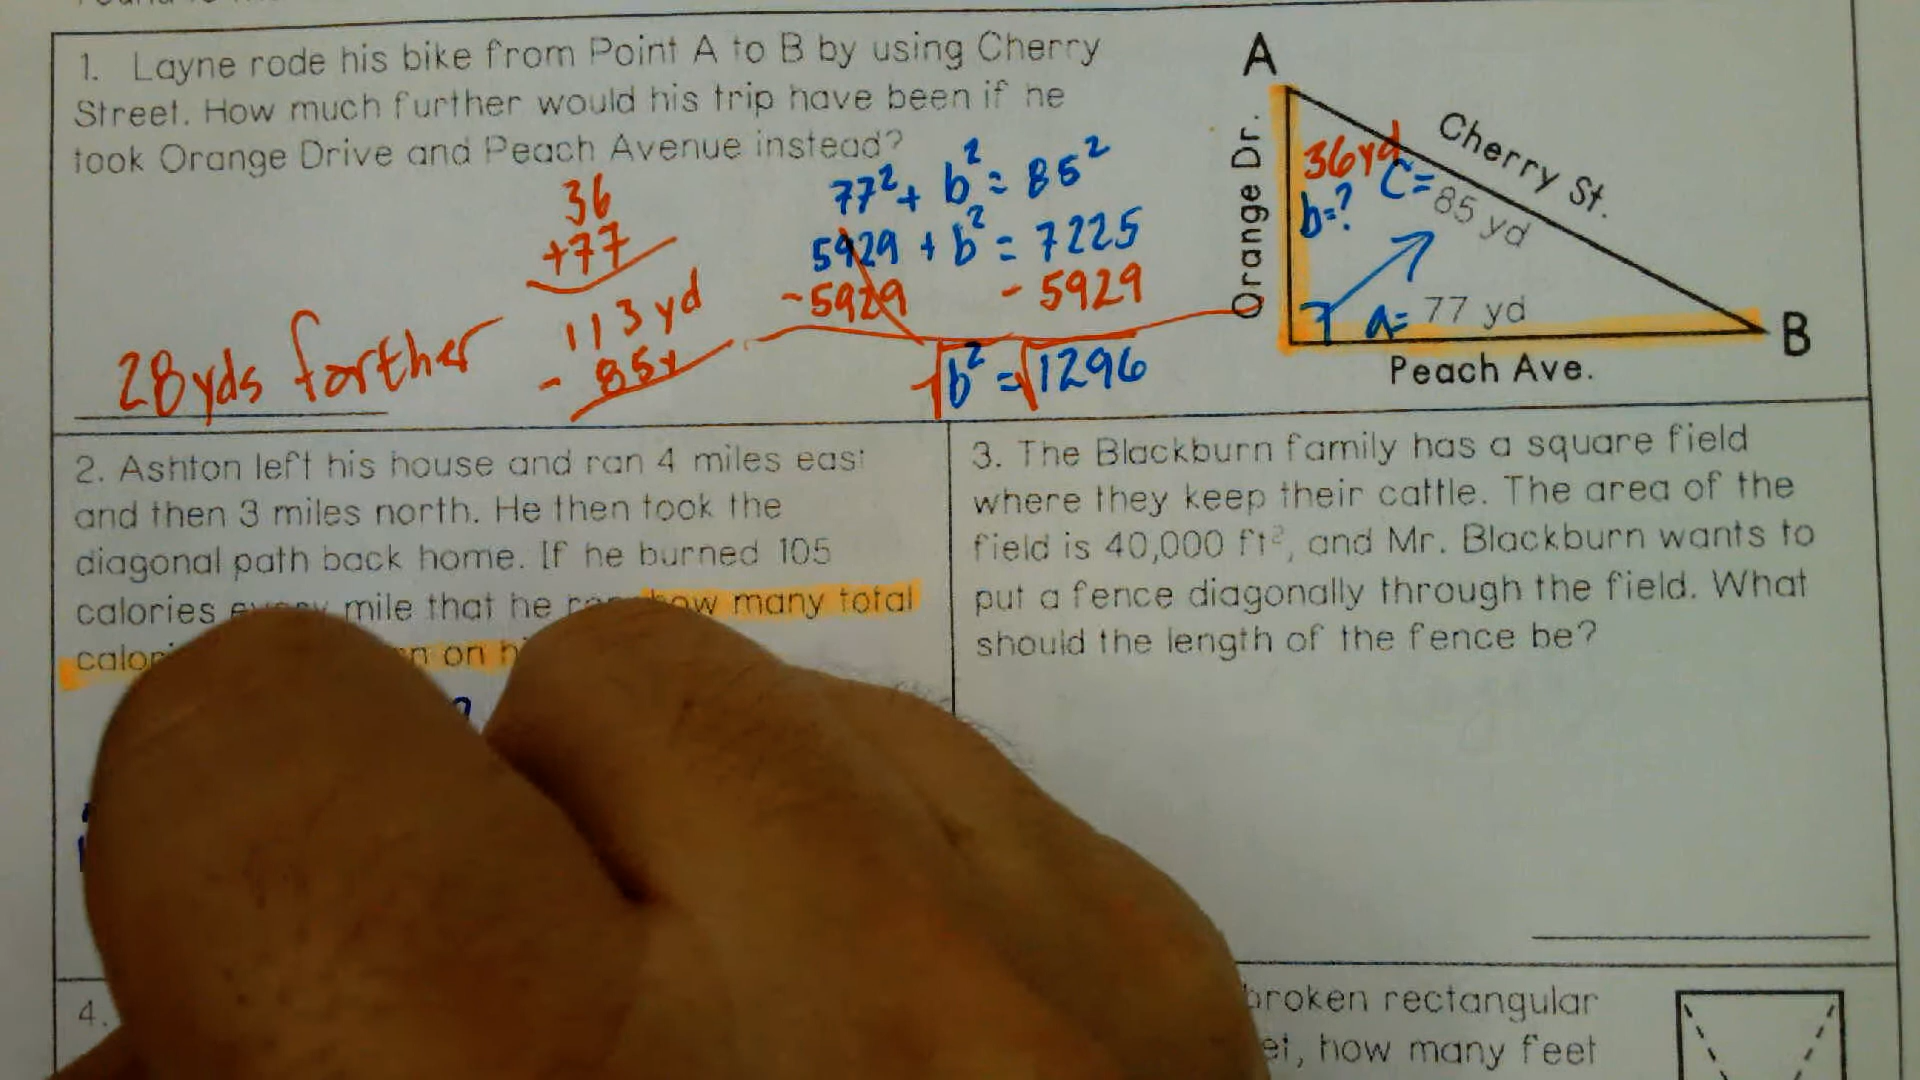 1. Layne rode his bike from Point A to B by using Cherry
Street. How much further would his trip have been if he
took Orange Drive and Peach Avenue instead?
36
+77
113 yd
- 85y
28yds farther
77² + b² = 85²
5929 + b² = 7225
-5929 - 5929
√b² = √1296
A
Orange Dr.
36yd
b=?
C=
85 yd
Cherry St.
a= 77 yd
B
Peach Ave.
2. Ashton left his house and ran 4 miles east
and then 3 miles north. He then took the
diagonal path back home. If he burned 105
calories every mile that he how many total
on
3. The Blackburn family has a square field
where they keep their cattle. The area of the
field is 40,000 ft², and Mr. Blackburn wants to
put a fence diagonally through the field. What
should the length of the fence be?
4.
broken rectangular
how many feet